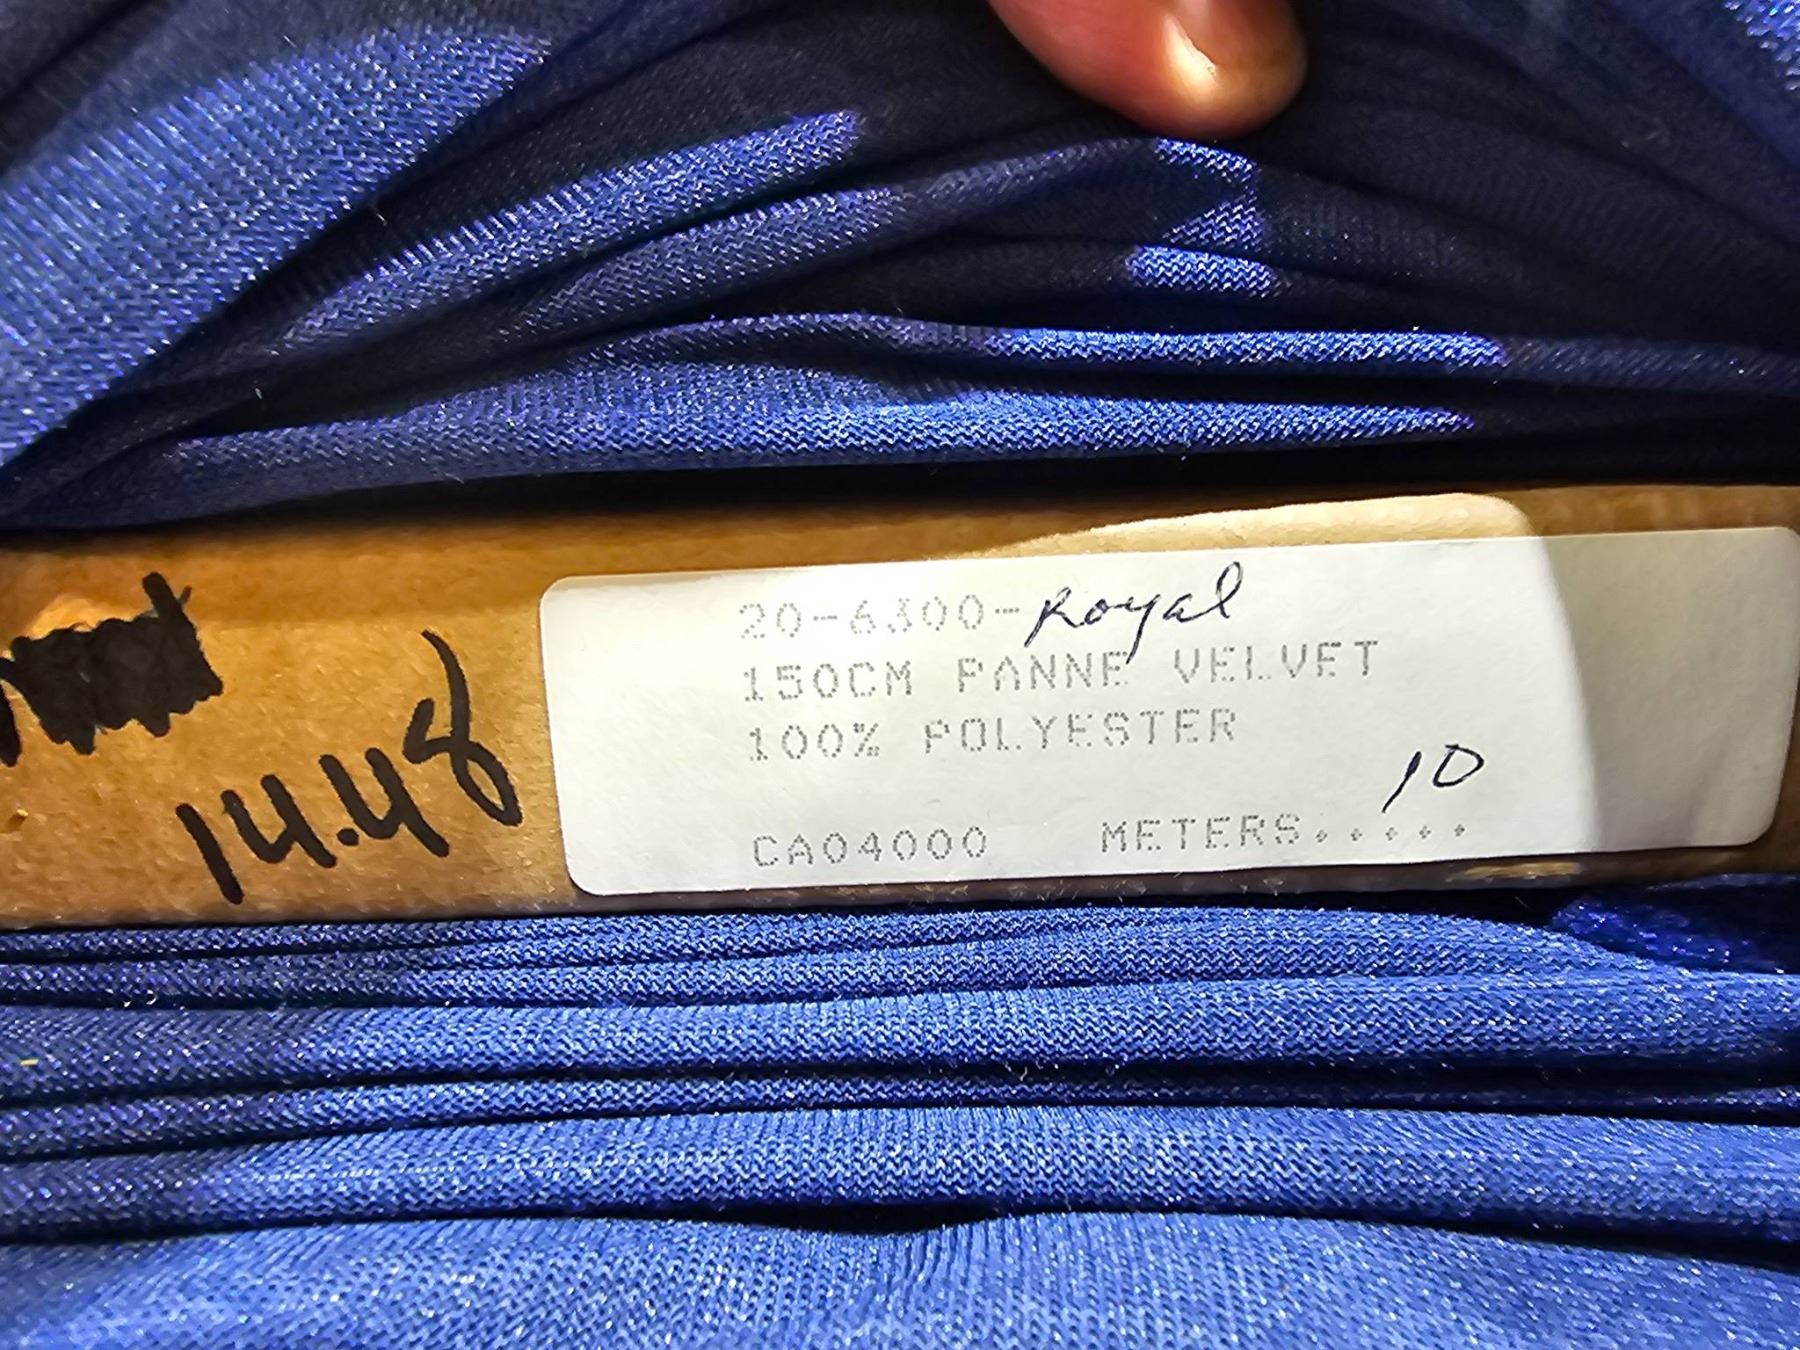 14.48
20-6300-Royal
150CM PANNE VELVET
100% POLYESTER
10
CA04000 METERS.....